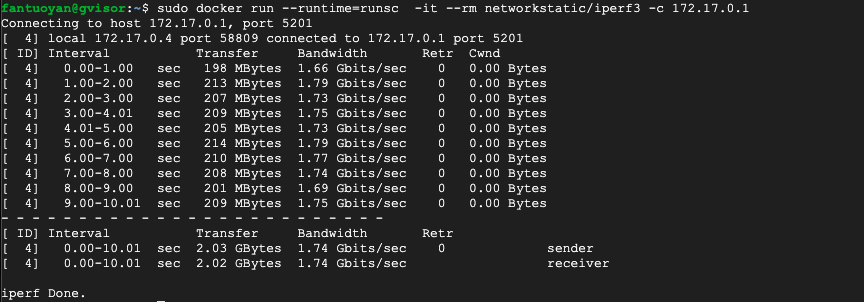 fantuoyan@gvisor:~$ sudo docker run --runtime=runsc  -it --rm networkstatic/iperf3 -c 172.17.0.1
Connecting to host 172.17.0.1, port 5201
[  4] local 172.17.0.4 port 58809 connected to 172.17.0.1 port 5201
[ ID] Interval           Transfer     Bandwidth       Retr  Cwnd
[  4]   0.00-1.00   sec   198 MBytes  1.66 Gbits/sec    0   0.00 Bytes
[  4]   1.00-2.00   sec   213 MBytes  1.79 Gbits/sec    0   0.00 Bytes
[  4]   2.00-3.00   sec   207 MBytes  1.73 Gbits/sec    0   0.00 Bytes
[  4]   3.00-4.01   sec   209 MBytes  1.75 Gbits/sec    0   0.00 Bytes
[  4]   4.01-5.00   sec   205 MBytes  1.73 Gbits/sec    0   0.00 Bytes
[  4]   5.00-6.00   sec   214 MBytes  1.79 Gbits/sec    0   0.00 Bytes
[  4]   6.00-7.00   sec   210 MBytes  1.77 Gbits/sec    0   0.00 Bytes
[  4]   7.00-8.00   sec   208 MBytes  1.74 Gbits/sec    0   0.00 Bytes
[  4]   8.00-9.00   sec   201 MBytes  1.69 Gbits/sec    0   0.00 Bytes
[  4]   9.00-10.01  sec   209 MBytes  1.75 Gbits/sec    0   0.00 Bytes
- - - - - - - - - - - - - - - - - - - - - - - - -
[ ID] Interval           Transfer     Bandwidth       Retr
[  4]   0.00-10.01  sec  2.03 GBytes  1.74 Gbits/sec    0             sender
[  4]   0.00-10.01  sec  2.02 GBytes  1.74 Gbits/sec                  receiver

iperf Done.